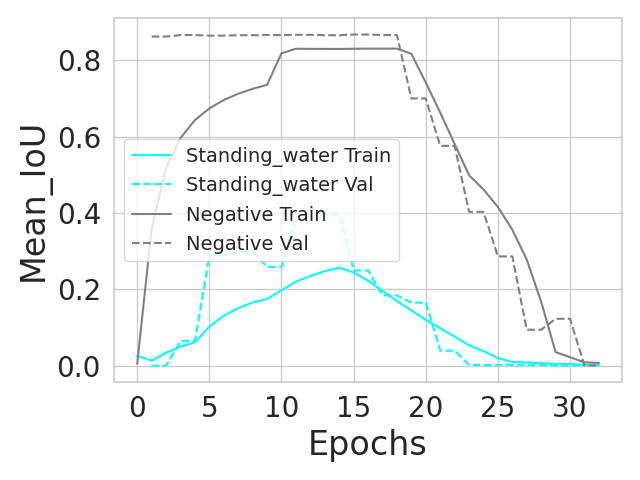 0.8
0.6
0.4
0.2
0.0
Mean_IoU
Standing_water Train
Standing_water Val
Negative Train
Negative Val
0 5 10 15 20 25 30
Epochs